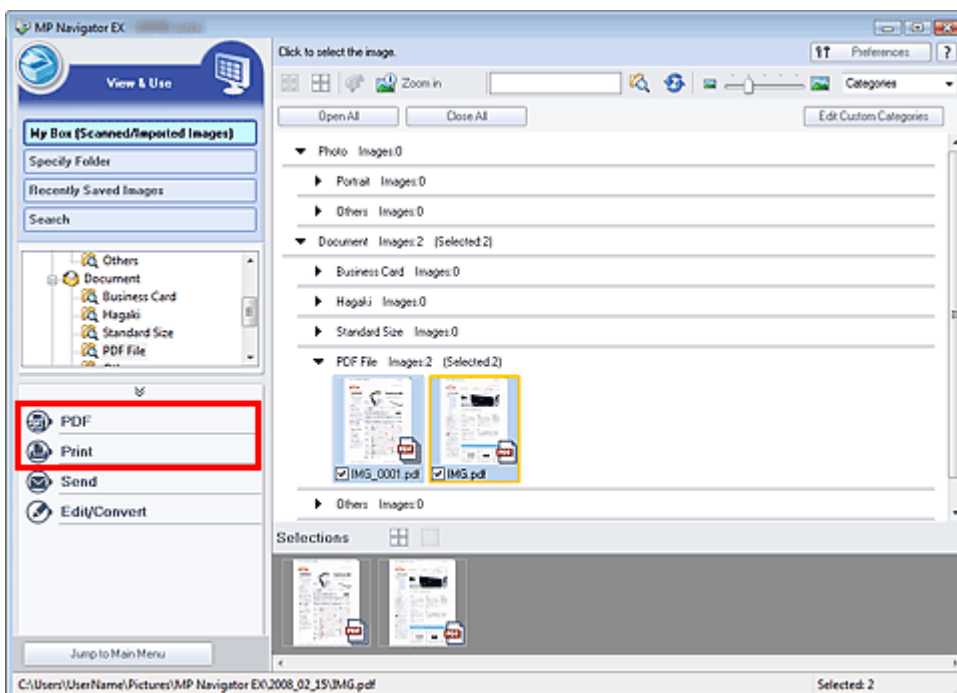 MP Navigator EX
View & Use
My Box (Scanned/Imported Images)
Specify Folder
Recently Saved Images
Search
Others
Document
Business Card
Hagaki
Standard Size
PDF File
PDF
Print
Send
Edit/Convert
Jump to Main Menu
Click to select the image.
Preferences ?
Zoom in
Categories
Open All Close All Edit Custom Categories
Photo Images:0
Portrait Images:0
Others Images:0
Document Images:2 (Selected:2)
Business Card Images:0
Hagaki Images:0
Standard Size Images:0
PDF File Images:2 (Selected:2)
PDF PDF
IMG_0001.pdf IMG.pdf
Others Images:0
Selections
PDF PDF
C:\Users\UserName\Pictures\MP Navigator EX\2008_02_15\IMG.pdf Selected: 2